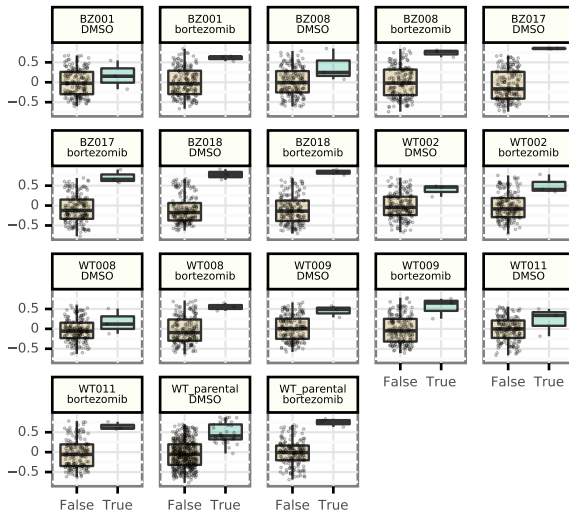 BZ001
DMSO
BZ001
bortezomib
BZ008
DMSO
BZ008
bortezomib
BZ017
DMSO
0.5
0
−0.5
BZ017
bortezomib
BZ018
DMSO
BZ018
bortezomib
WT002
DMSO
WT002
bortezomib
0.5
0
−0.5
WT008
DMSO
WT008
bortezomib
WT009
DMSO
WT009
bortezomib
WT011
DMSO
0.5
0
−0.5
False True False True
WT011
bortezomib
WT_parental
DMSO
WT_parental
bortezomib
0.5
0
−0.5
False True False True False True